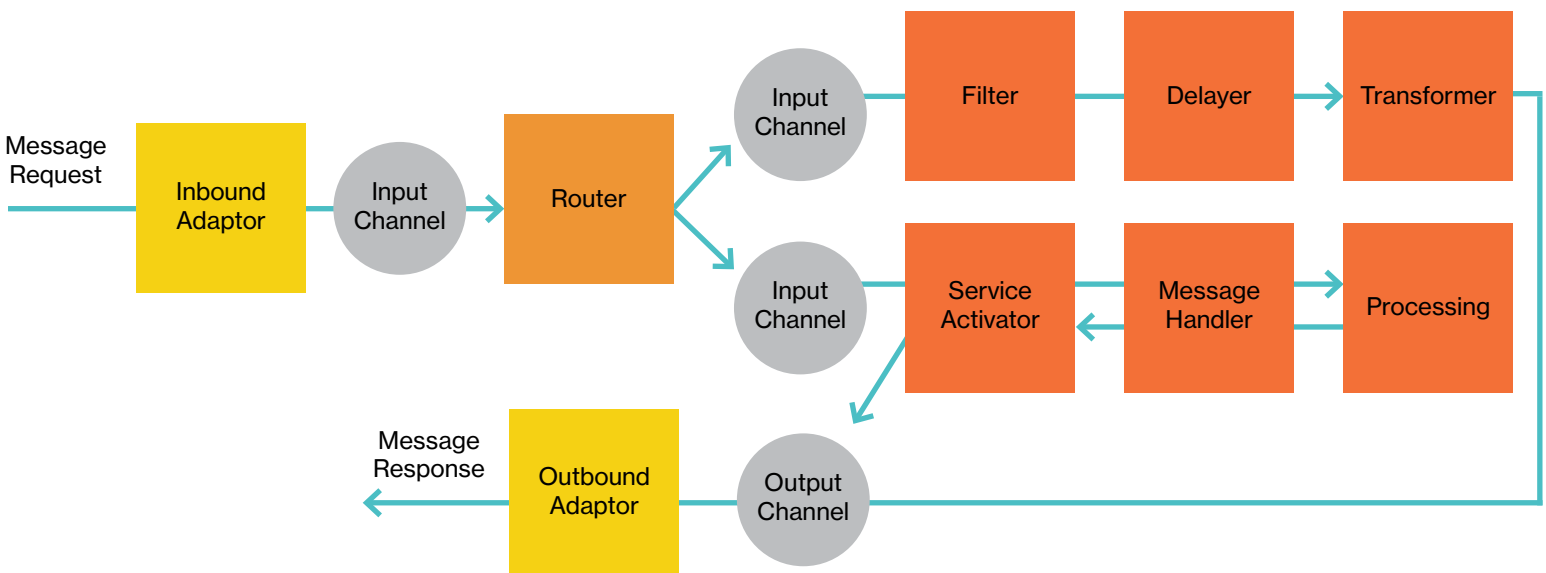 Message
Request
Inbound
Adaptor
Input
Channel
Router
Input
Channel
Filter
Delayer
Transformer
Input
Channel
Service
Activator
Message
Handler
Processing
Message
Response
Outbound
Adaptor
Output
Channel